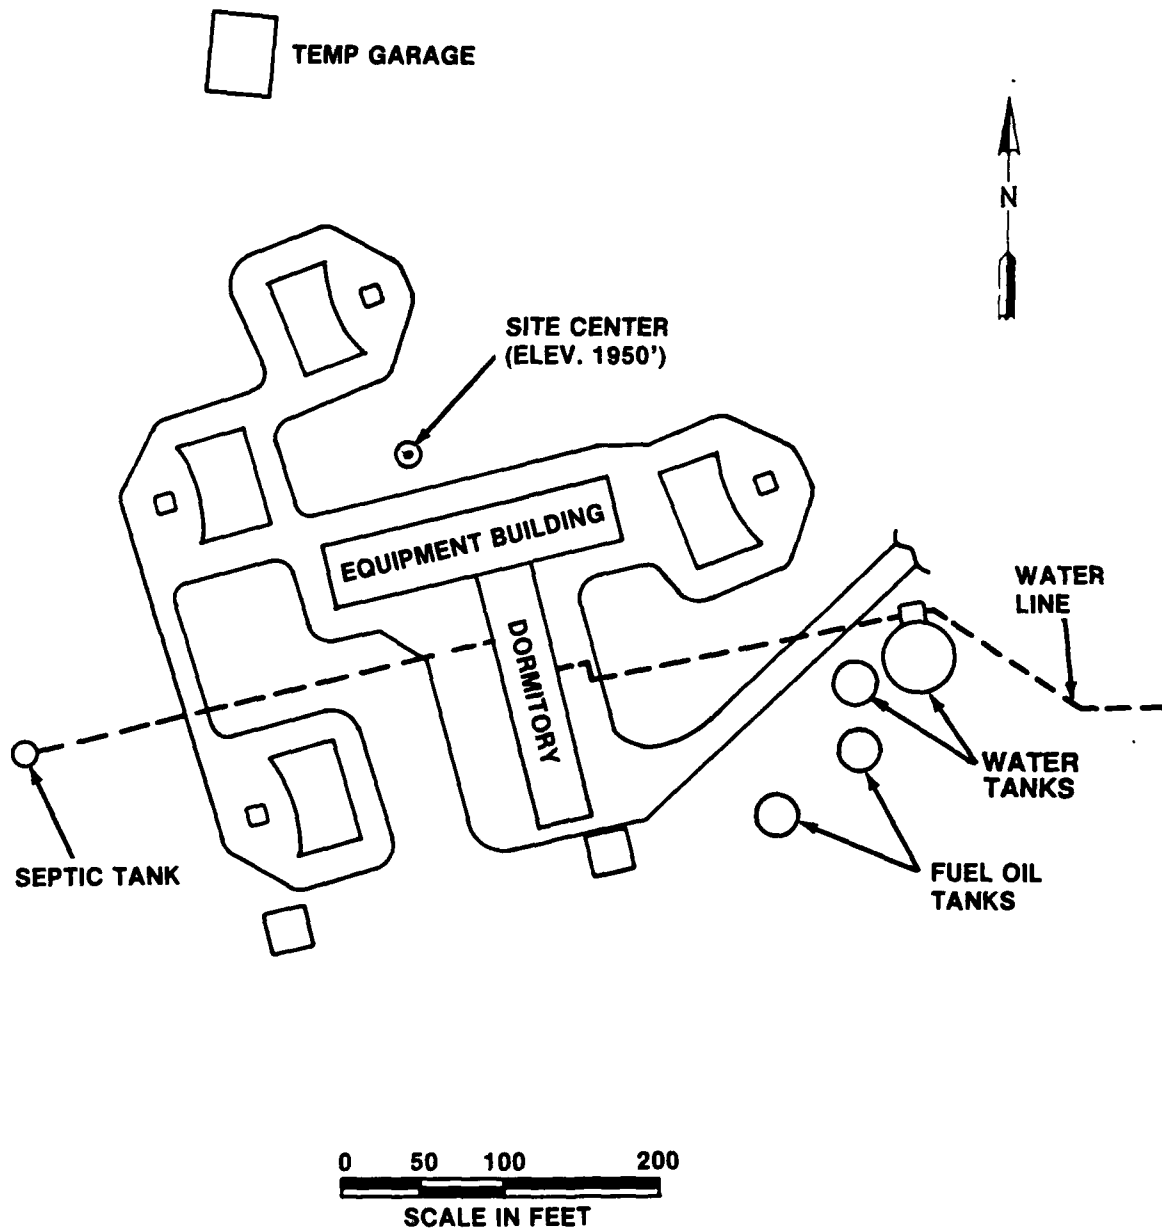 TEMP GARAGE
N
SITE CENTER
(ELEV. 1950')
EQUIPMENT BUILDING
WATER
LINE
DORMITORY
WATER
TANKS
SEPTIC TANK
FUEL OIL
TANKS
0 50 100 200
SCALE IN FEET